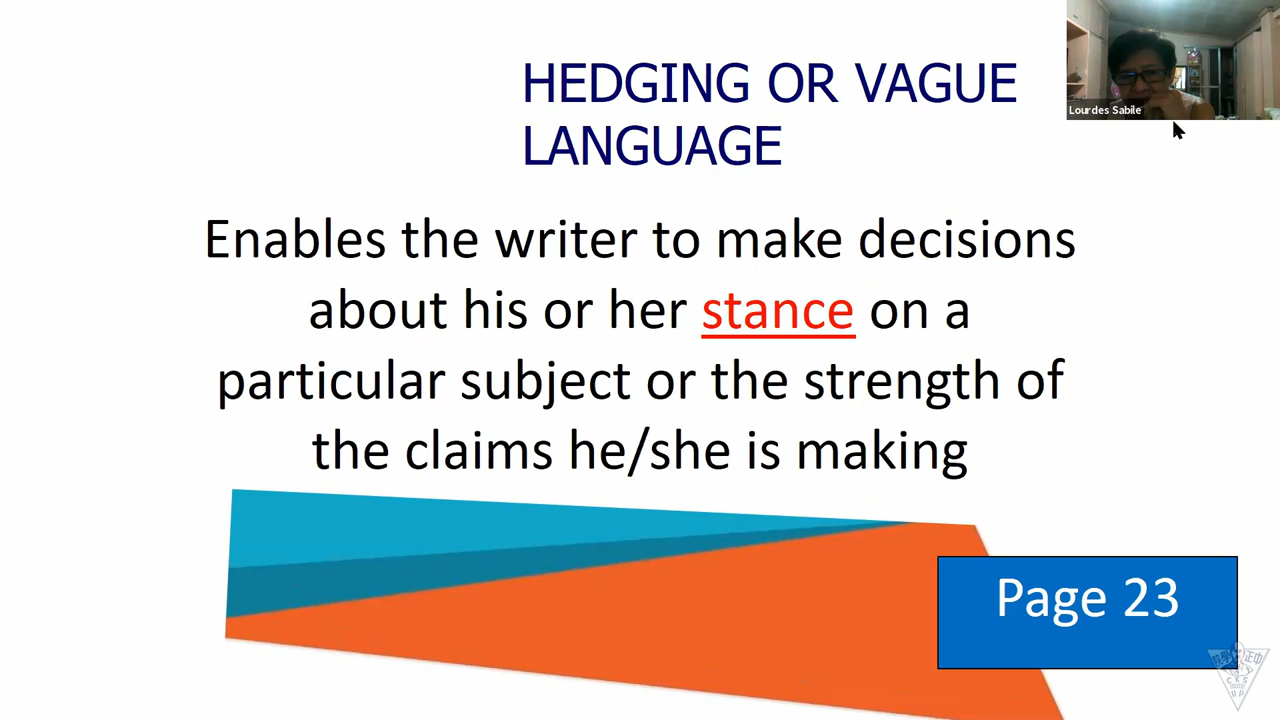 HEDGING OR VAGUE
LANGUAGE
Lourdes Sabile
Enables the writer to make decisions
about his or her stance on a
particular subject or the strength of
the claims he/she is making
Page 23